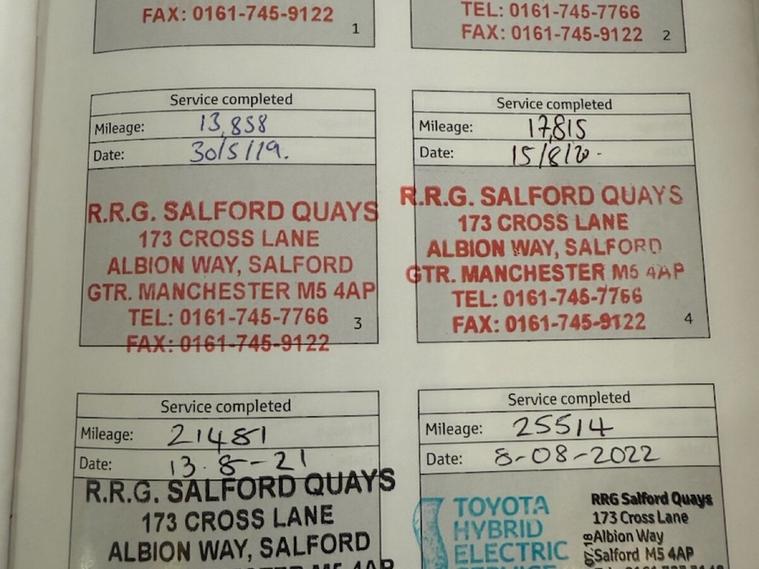 FAX: 0161-745-9122
1
TEL: 0161-745-7766
FAX: 0161-745-9122
2
Service completed
Mileage: 13,858
Date: 30/5/19.
R.R.G. SALFORD QUAYS
173 CROSS LANE
ALBION WAY, SALFORD
GTR. MANCHESTER M5 4AP
TEL: 0161-745-7766
3
FAX: 0161-745-9122
Service completed
Mileage: 17,815
Date: 15/8/20.
R.R.G. SALFORD QUAYS
173 CROSS LANE
ALBION WAY, SALFORD
GTR. MANCHESTER M5 4AP
TEL: 0161-745-7766
FAX: 0161-745-9122
4
Service completed
Mileage: 21481
Date: 13.8-21
R.R.G. SALFORD QUAYS
173 CROSS LANE
ALBION WAY, SALFORD
Service completed
Mileage: 25514
Date: 8-08-2022
TOYOTA
HYBRID
ELECTRIC
RRG Salford Quays
173 Cross Lane
Albion Way
Salford M5 4AP